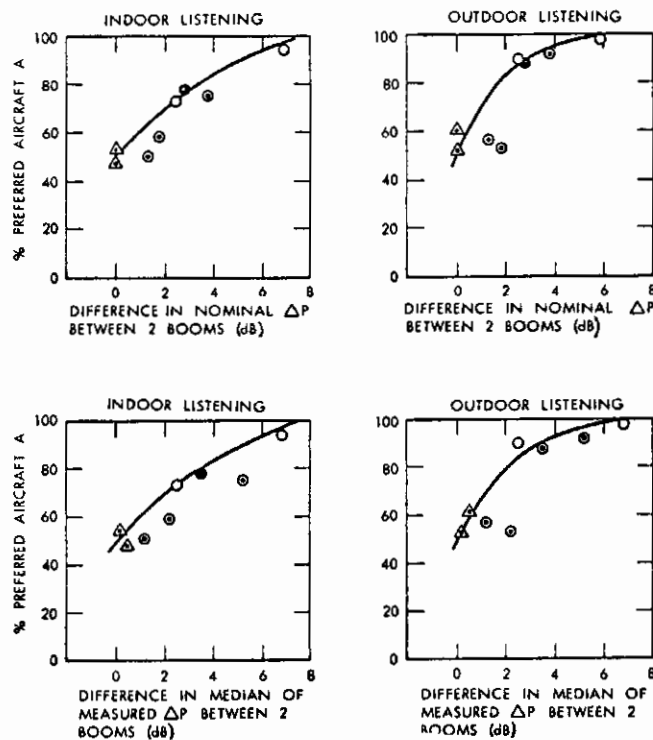 INDOOR LISTENING
% PREFERRED AIRCRAFT A
100
80
60
40
20
0
0 2 4 6 8
DIFFERENCE IN NOMINAL △P
BETWEEN 2 BOOMS (dB)
OUTDOOR LISTENING
100
80
60
40
20
0
0 2 4 6 8
DIFFERENCE IN NOMINAL △P
BETWEEN 2 BOOMS (dB)
INDOOR LISTENING
% PREFERRED AIRCRAFT A
100
80
60
40
20
0
0 2 4 6 8
DIFFERENCE IN MEDIAN OF
MEASURED △P BETWEEN 2
BOOMS (dB)
OUTDOOR LISTENING
100
80
60
40
20
0
0 2 4 6 8
DIFFERENCE IN MEDIAN OF
MEASURED △P BETWEEN 2
BOOMS (dB)